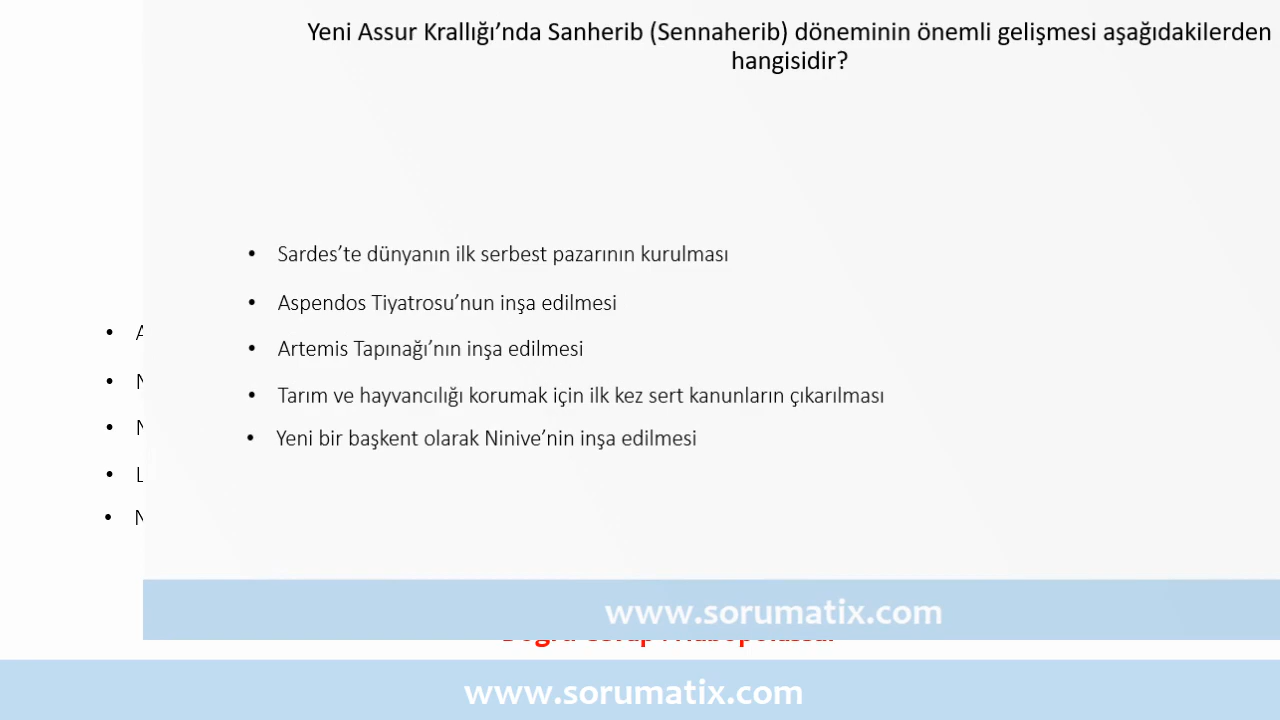 Yeni Assur Krallığı’nda Sanherib (Sennaherib) döneminin önemli gelişmesi aşağıdakilerden
hangisidir?
• Sardes’te dünyanın ilk serbest pazarının kurulması
• Aspendos Tiyatrosu’nun inşa edilmesi
• Artemis Tapınağı’nın inşa edilmesi
• Tarım ve hayvancılığı korumak için ilk kez sert kanunların çıkarılması
• Yeni bir başkent olarak Ninive’nin inşa edilmesi
www.sorumatix.com
www.sorumatix.com